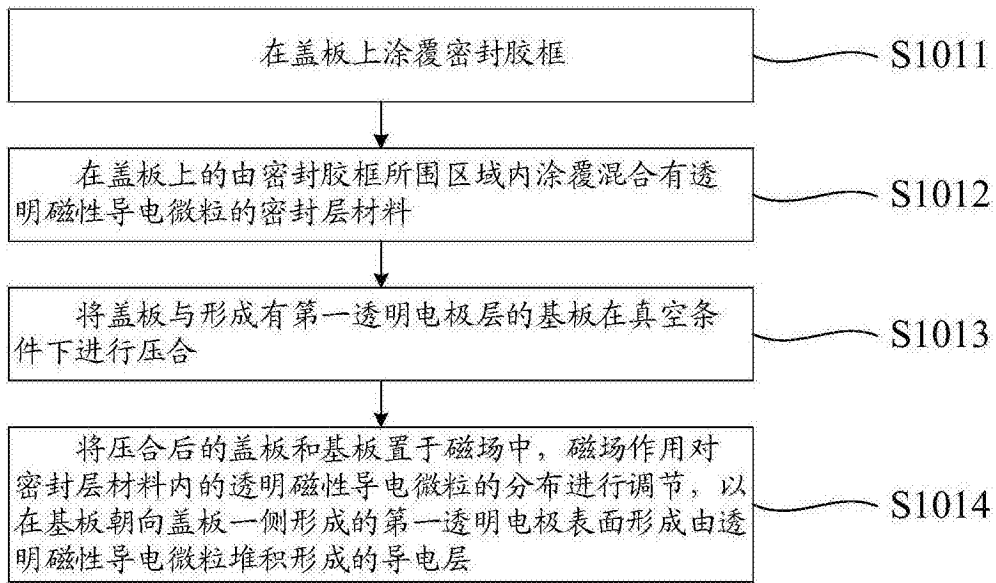 在盖板上涂覆密封胶框
S1011
在盖板上的由密封胶框所围区域内涂覆混合有透
明磁性导电微粒的密封层材料
S1012
将盖板与形成有第一透明电极层的基板在真空条
件下进行压合
S1013
将压合后的盖板和基板置于磁场中，磁场作用对
密封层材料内的透明磁性导电微粒的分布进行调节，以
在基板朝向盖板一侧形成的第一透明电极表面形成由透
明磁性导电微粒堆积形成的导电层
S1014